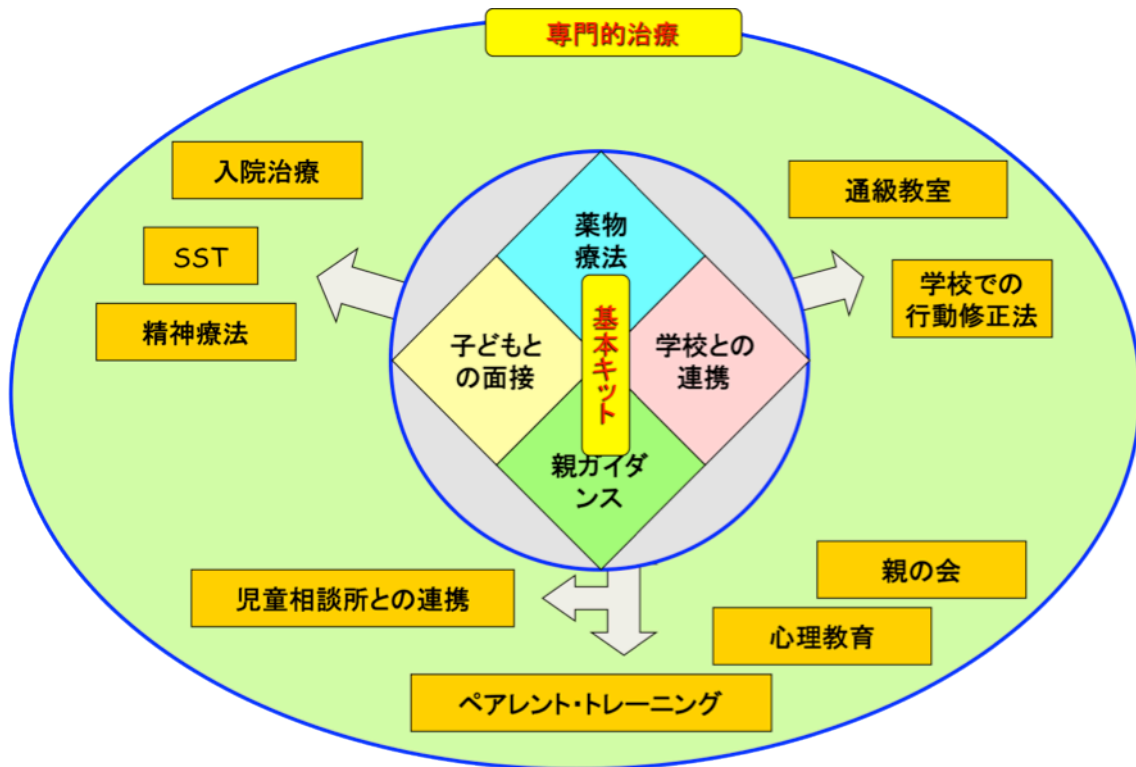 専門的治療
入院治療
SST
精神療法
通級教室
学校での
行動修正法
薬物
療法
基本キット
子どもと
の面接
学校との
連携
親ガイダ
ンス
児童相談所との連携
親の会
心理教育
ペアレント・トレーニング